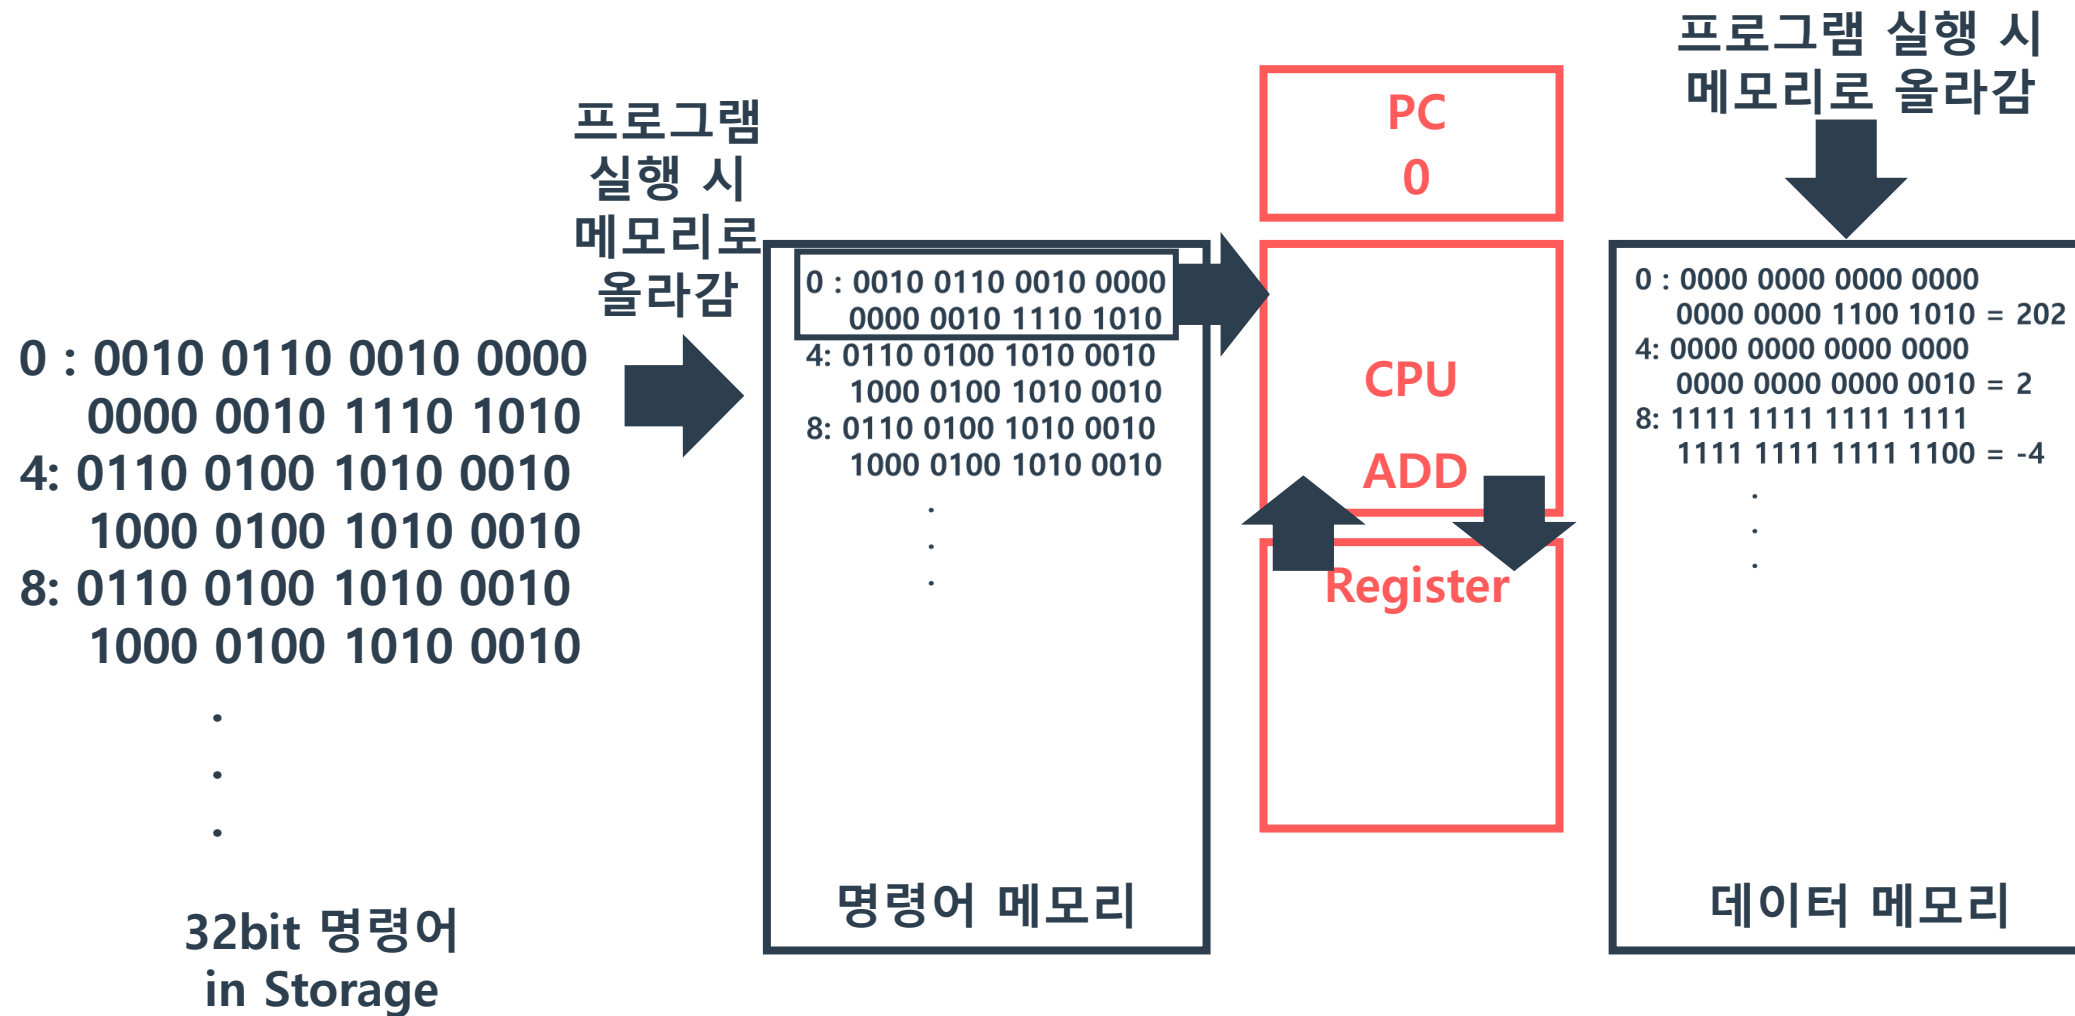 0 : 0010 0110 0010 0000
0000 0010 1110 1010
4: 0110 0100 1010 0010
1000 0100 1010 0010
8: 0110 0100 1010 0010
1000 0100 1010 0010
.
.
.
32bit 명령어
in Storage
프로그램
실행 시
메모리로
올라감
0 : 0010 0110 0010 0000
0000 0010 1110 1010
4: 0110 0100 1010 0010
1000 0100 1010 0010
8: 0110 0100 1010 0010
1000 0100 1010 0010
.
.
.
명령어 메모리
PC
0
CPU
ADD
Register
프로그램 실행 시
메모리로 올라감
0 : 0000 0000 0000 0000
0000 0000 1100 1010 = 202
4: 0000 0000 0000 0000
0000 0000 0000 0010 = 2
8: 1111 1111 1111 1111
1111 1111 1111 1100 = -4
.
.
.
데이터 메모리